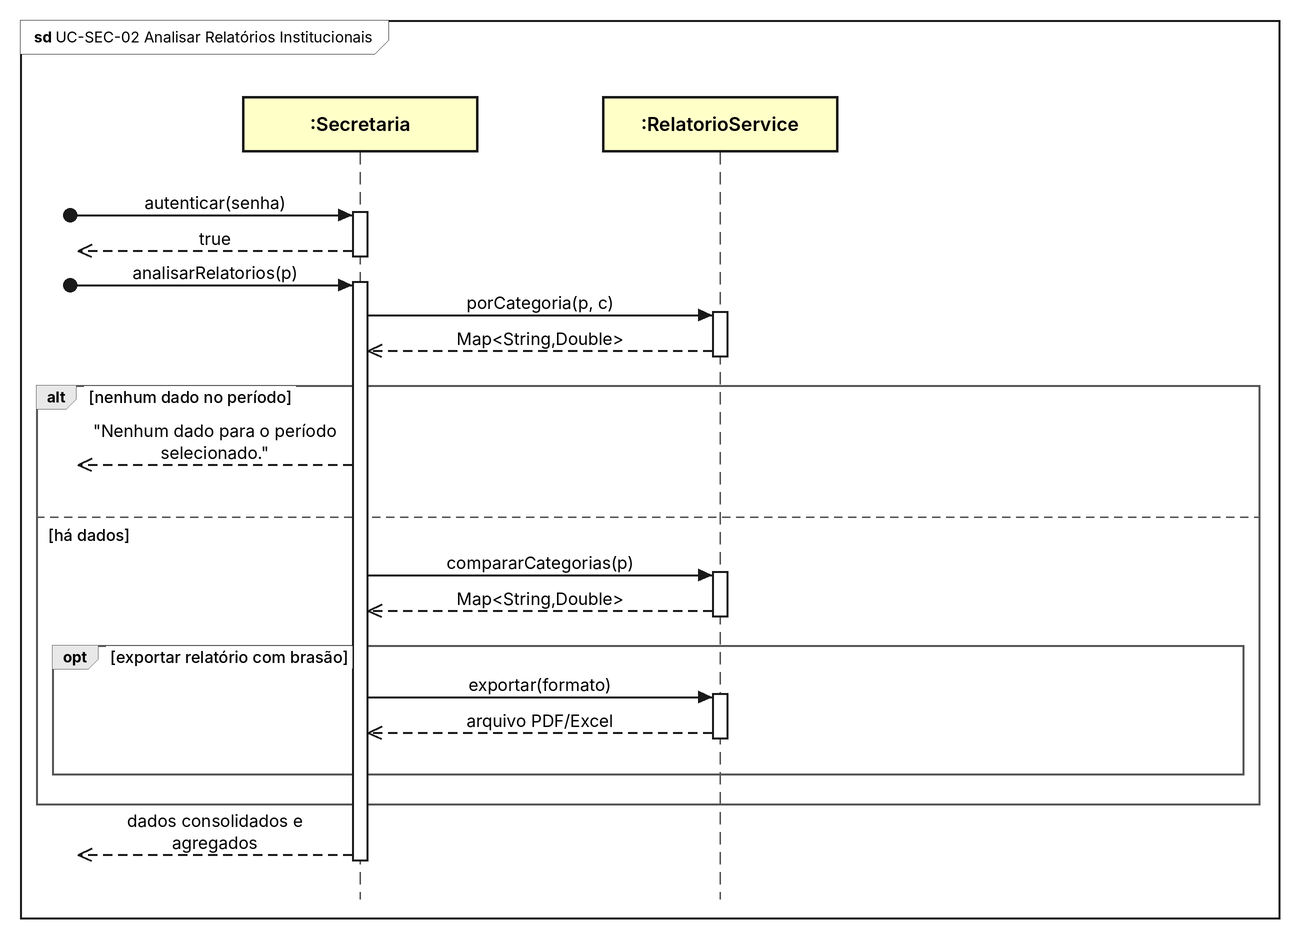 sd UC-SEC-02 Analisar Relatórios Institucionais
:Secretaria
:RelatorioService
autenticar(senha)
true
analisarRelatorios(p)
porCategoria(p, c)
Map<String,Double>
alt
[nenhum dado no período]
"Nenhum dado para o período
selecionado."
[há dados]
compararCategorias(p)
Map<String,Double>
opt
[exportar relatório com brasão]
exportar(formato)
arquivo PDF/Excel
dados consolidados e
agregados